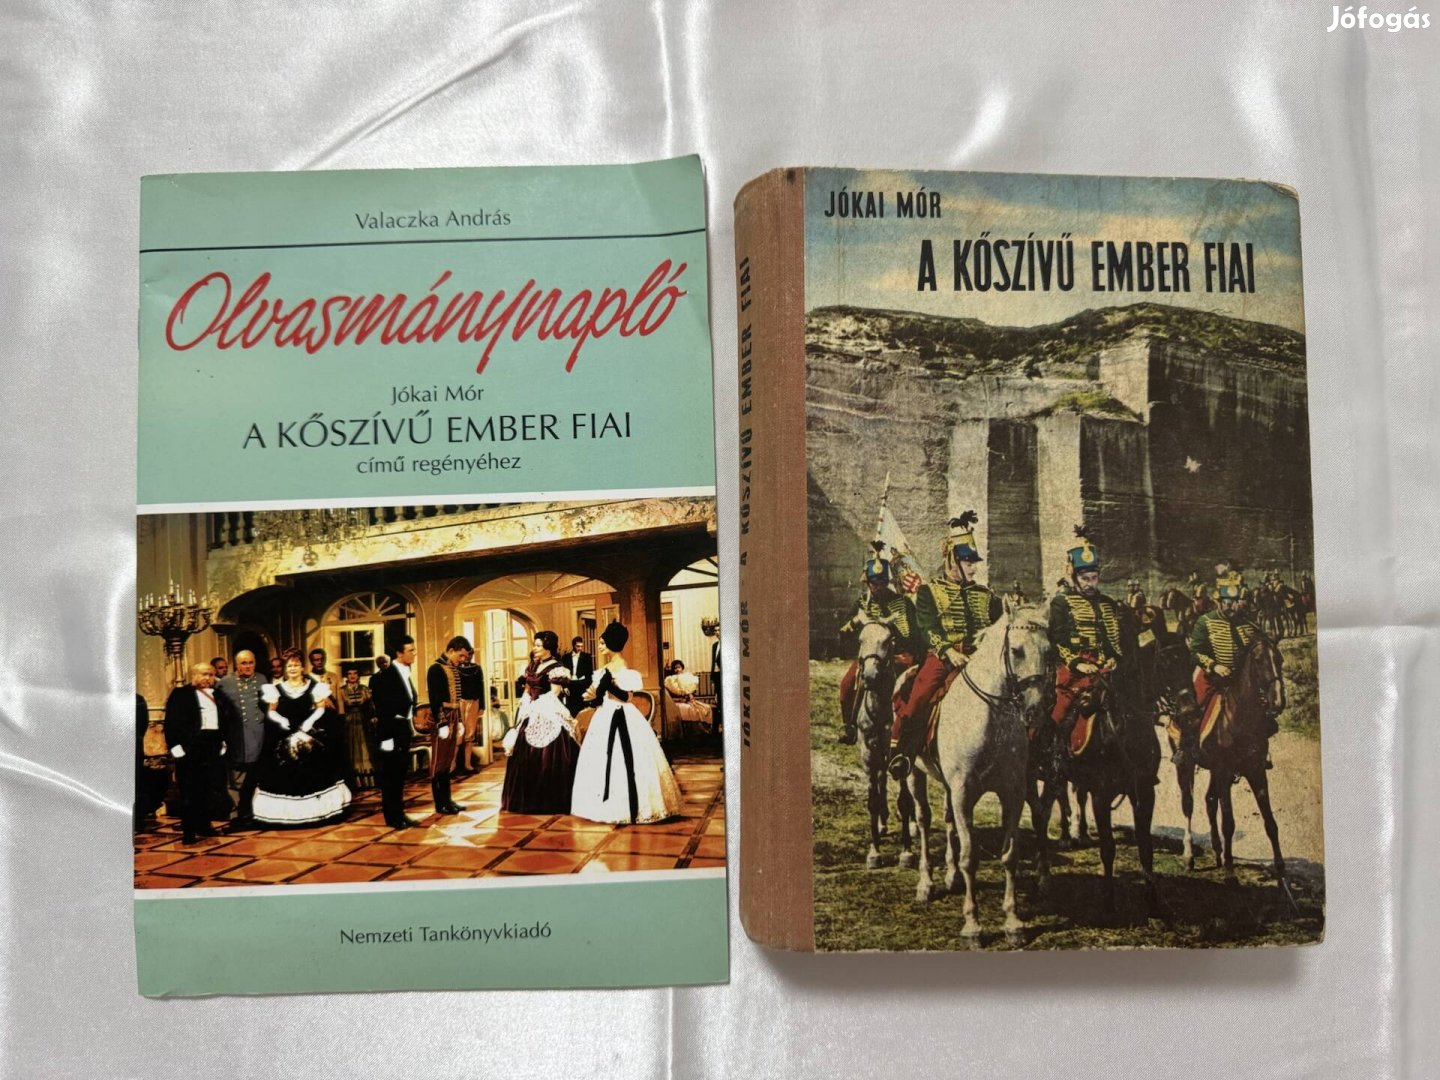 Jófogás
Valaczka András
Olvasmánynapló
Jókai Mór
A KŐSZÍVŰ EMBER FIAI
című regényéhez
Nemzeti Tankönyvkiadó
JÓKAI MÓR
A KŐSZÍVŰ EMBER FIAI
JÓKAI MÓR - A KŐSZÍVŰ EMBER FIAI